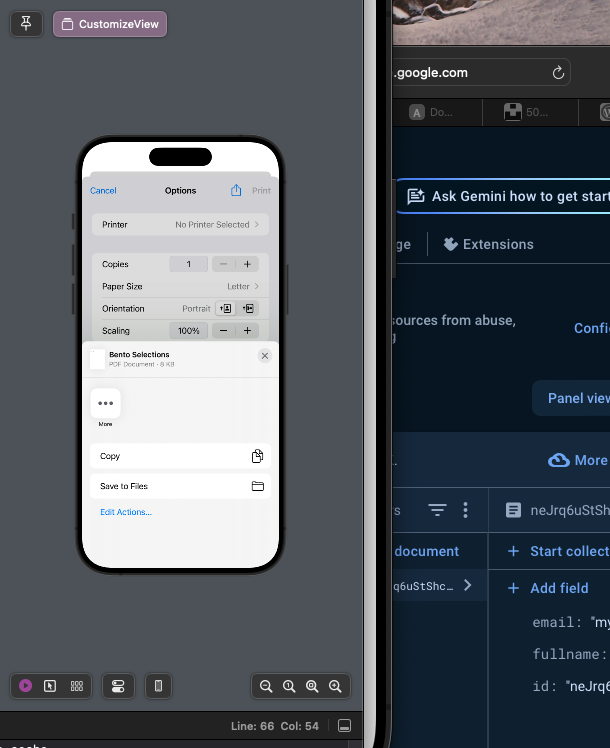 CustomizeView
Cancel
Options
Print
Printer
No Printer Selected
Copies
1
Paper Size
Letter
Orientation
Portrait
Scaling
100%
Bento Selections
PDF Document · 8 KB
More
Copy
Save to Files
Edit Actions...
Line: 66 Col: 54
.google.com
A
Do...
50...
Ask Gemini how to get start
ge
Extensions
sources from abuse,
g
Confi
Panel view
More
rs
neJrq6uStSh
document
+ Start collect
q6uStShc...
+ Add field
email: "my
fullname:
id: "neJrq6